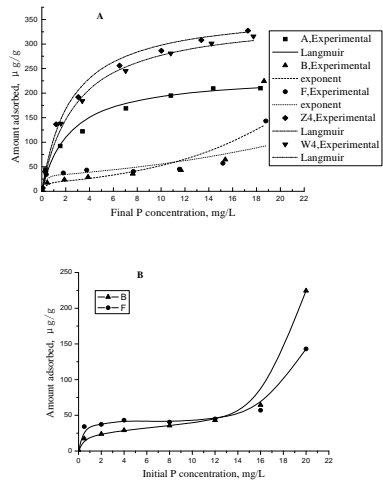 A
Amount adsorbed, μg/g
350
300
250
200
150
100
50
0
0 2 4 6 8 10 12 14 16 18 20
Final P concentration, mg/L
A,Experimental
Langmuir
B,Experimental
exponent
F,Experimental
exponent
Z4,Experimental
Langmuir
W4,Experimental
Langmuir
B
Amount adsorbed, μg/g
250
200
150
100
50
0
B
F
0 2 4 6 8 10 12 14 16 18 20 22
Initial P concentration, mg/L